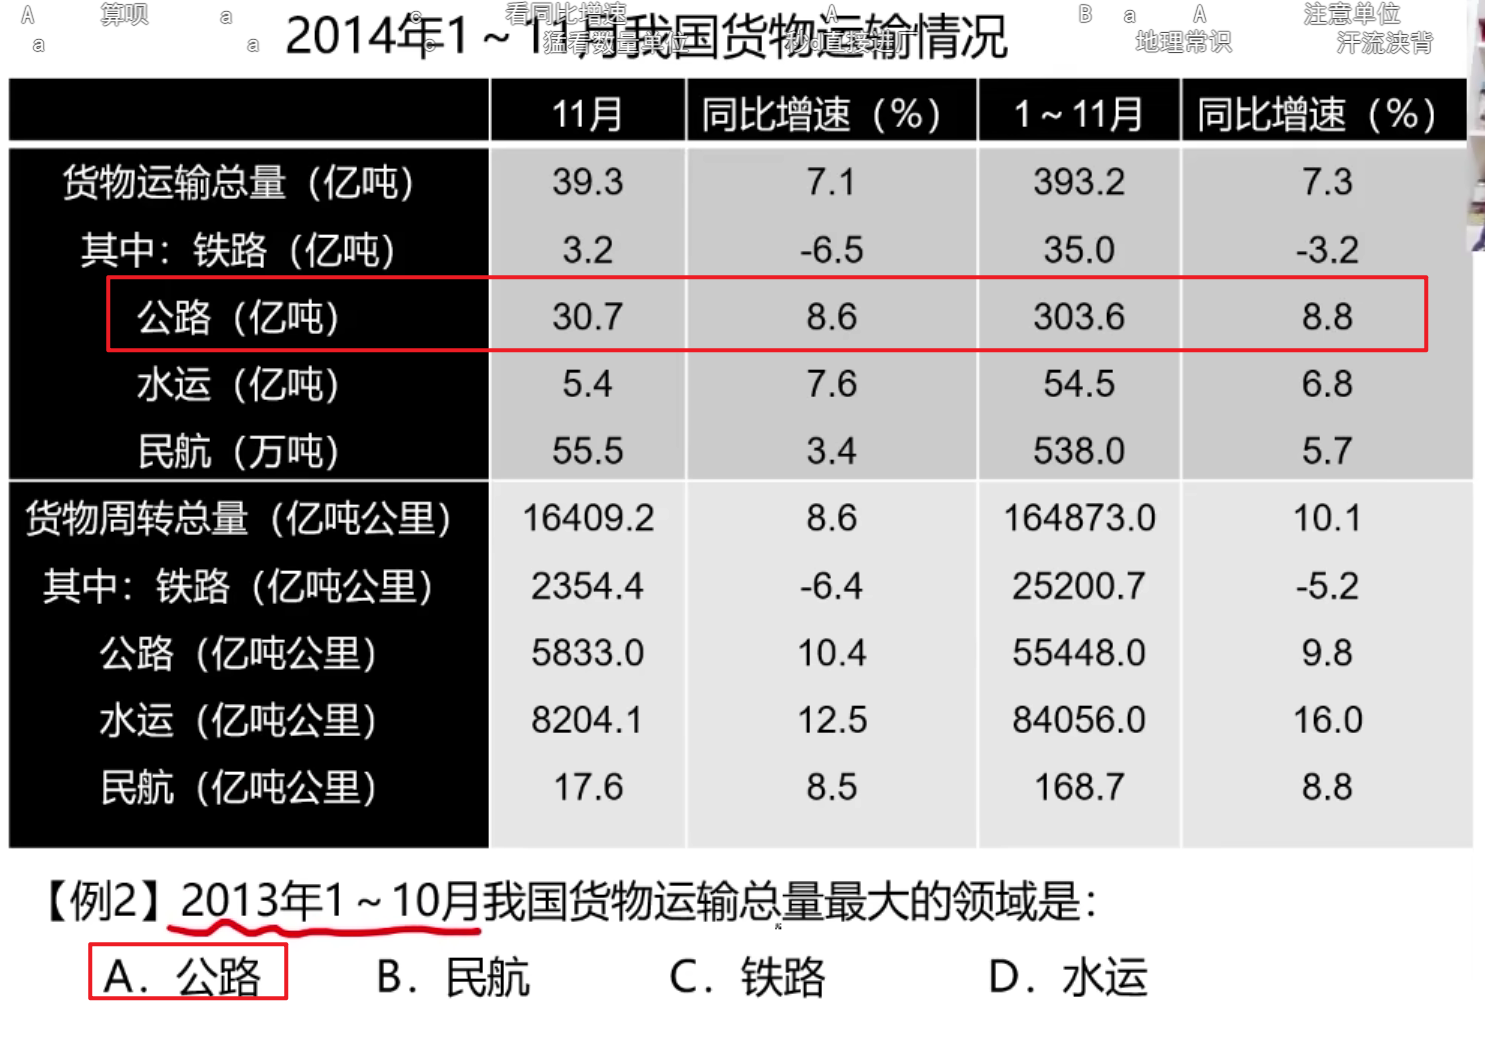 A 算呗 a c 看同比增速 A B a A 注意单位
a a c 猛看数量单位 地理常识 汗流浃背
2014年1～11月我国货物运输情况
11月 同比增速（%） 1～11月 同比增速（%）
货物运输总量（亿吨） 39.3 7.1 393.2 7.3
其中：铁路（亿吨） 3.2 -6.5 35.0 -3.2
公路（亿吨） 30.7 8.6 303.6 8.8
水运（亿吨） 5.4 7.6 54.5 6.8
民航（万吨） 55.5 3.4 538.0 5.7
货物周转总量（亿吨公里） 16409.2 8.6 164873.0 10.1
其中：铁路（亿吨公里） 2354.4 -6.4 25200.7 -5.2
公路（亿吨公里） 5833.0 10.4 55448.0 9.8
水运（亿吨公里） 8204.1 12.5 84056.0 16.0
民航（亿吨公里） 17.6 8.5 168.7 8.8
【例2】2013年1～10月我国货物运输总量最大的领域是：
A. 公路 B. 民航 C. 铁路 D. 水运